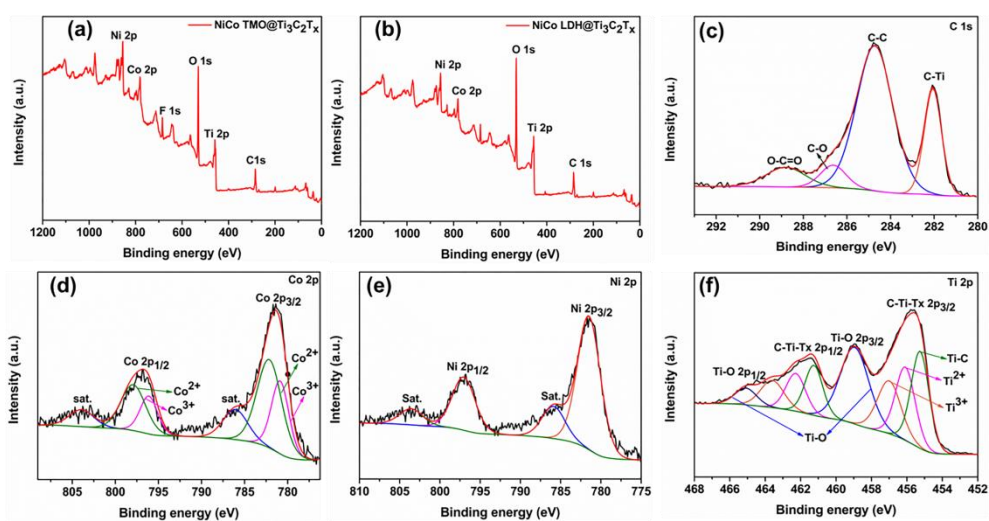 (a)
NiCo TMO@Ti₃C₂Tₓ
Ni 2p
Co 2p
F 1s
O 1s
Ti 2p
C1s
Intensity (a.u.)
1200 1000 800 600 400 200 0
Binding energy (eV)
(b)
NiCo LDH@Ti₃C₂Tₓ
Ni 2p
Co 2p
O 1s
Ti 2p
C 1s
Intensity (a.u.)
1200 1000 800 600 400 200 0
Binding energy (eV)
(c)
C 1s
C-C
C-Ti
C-O
O-C=O
Intensity (a.u.)
292 290 288 286 284 282 280
Binding energy (eV)
(d)
Co 2p
Co 2p3/2
Co 2p1/2
Co2+
Co3+
Co2+
Co3+
sat.
sat.
Intensity (a.u.)
805 800 795 790 785 780
Binding energy (eV)
(e)
Ni 2p
Ni 2p3/2
Ni 2p1/2
Sat.
Sat.
Intensity (a.u.)
810 805 800 795 790 785 780 775
Binding energy (eV)
(f)
Ti 2p
C-Ti-Tx 2p3/2
Ti-O 2p3/2
C-Ti-Tx 2p1/2
Ti-O 2p1/2
Ti-C
Ti2+
Ti3+
Ti-O
Intensity (a.u.)
468 466 464 462 460 458 456 454 452
Binding energy (eV)